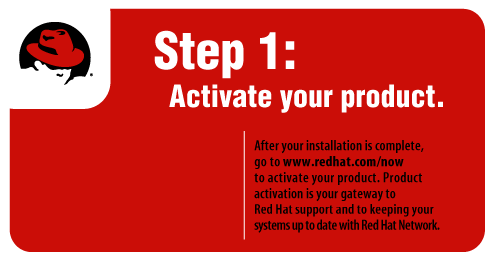 Step 1:
Activate your product.
After your installation is complete,
go to www.redhat.com/now
to activate your product. Product
activation is your gateway to
Red Hat support and to keeping your
systems up to date with Red Hat Network.